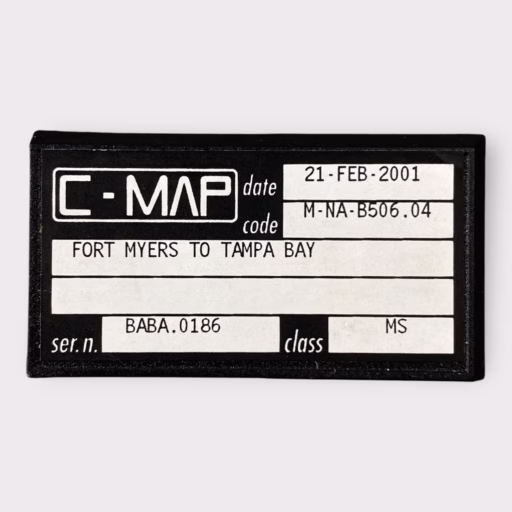 C-MAP
date 21-FEB-2001
code M-NA-B506.04
FORT MYERS TO TAMPA BAY
ser.n. BABA.0186 class MS